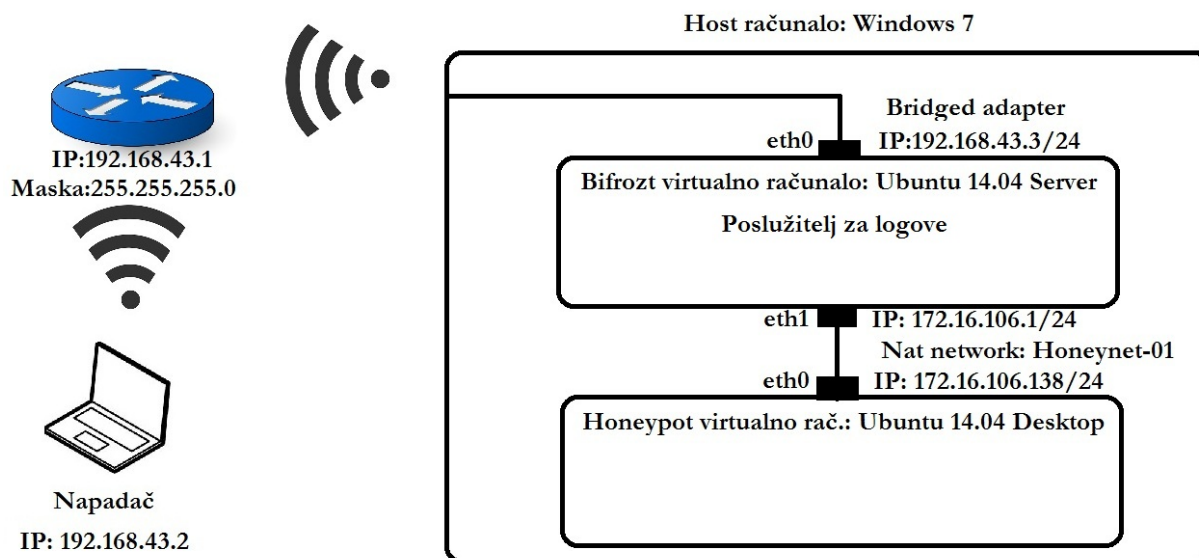 Host računalo: Windows 7
IP:192.168.43.1
Maska:255.255.255.0
Napadač
IP: 192.168.43.2
Bridged adapter
eth0
IP:192.168.43.3/24
Bifrozt virtualno računalo: Ubuntu 14.04 Server
Poslužitelj za logove
eth1
IP: 172.16.106.1/24
Nat network: Honeynet-01
eth0
IP: 172.16.106.138/24
Honeypot virtualno rač.: Ubuntu 14.04 Desktop